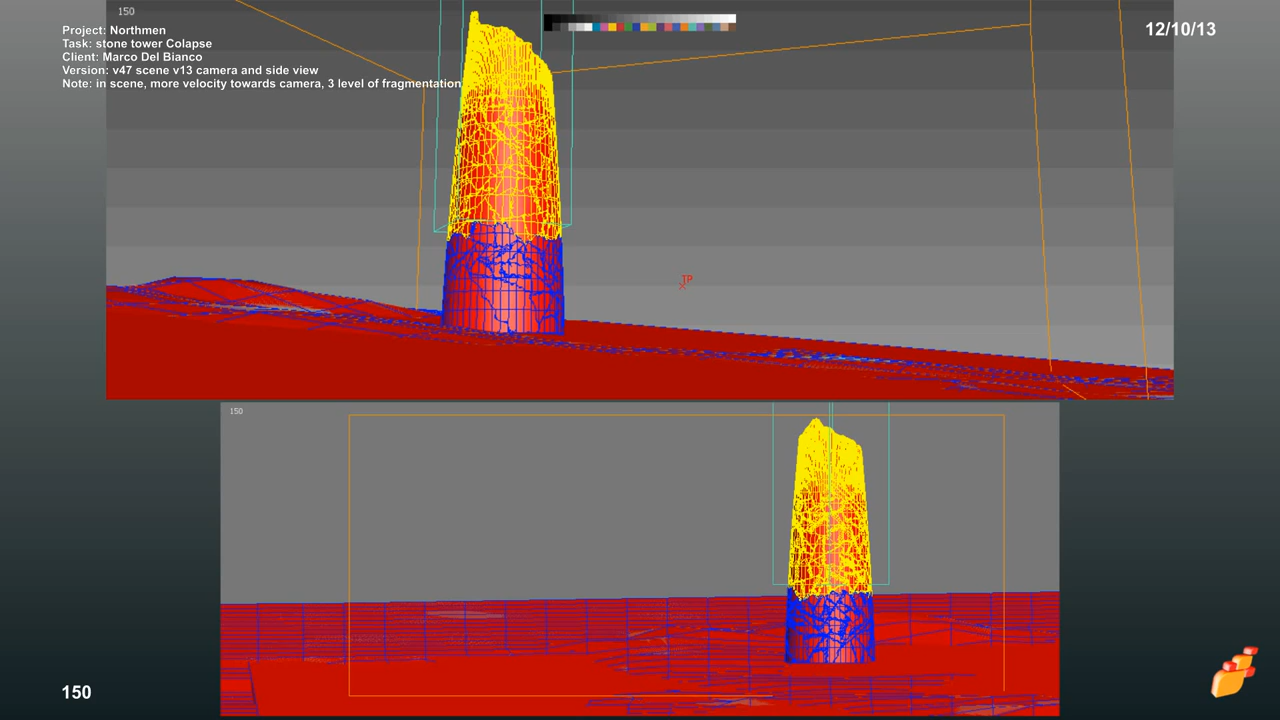 150
Project: Northmen
12/10/13
Task: stone tower Colapse
Client: Marco Del Bianco
Version: v47 scene v13 camera and side view
Note: in scene, more velocity towards camera, 3 level of fragmentation
TP
150
150